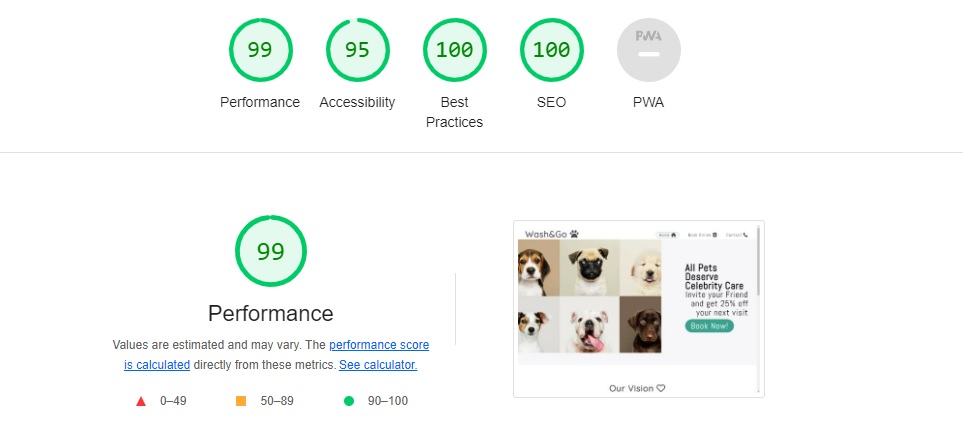 99
95
100
100
PWA
Performance
Accessibility
Best
Practices
SEO
PWA
99
Performance
Values are estimated and may vary. The performance score
is calculated directly from these metrics. See calculator.
0–49
50–89
90–100
Wash&Go
Home
Book Online
Contact
All Pets
Deserve
Celebrity Care
Invite your Friend
and get 25% off
your next visit
Book Now!
Our Vision